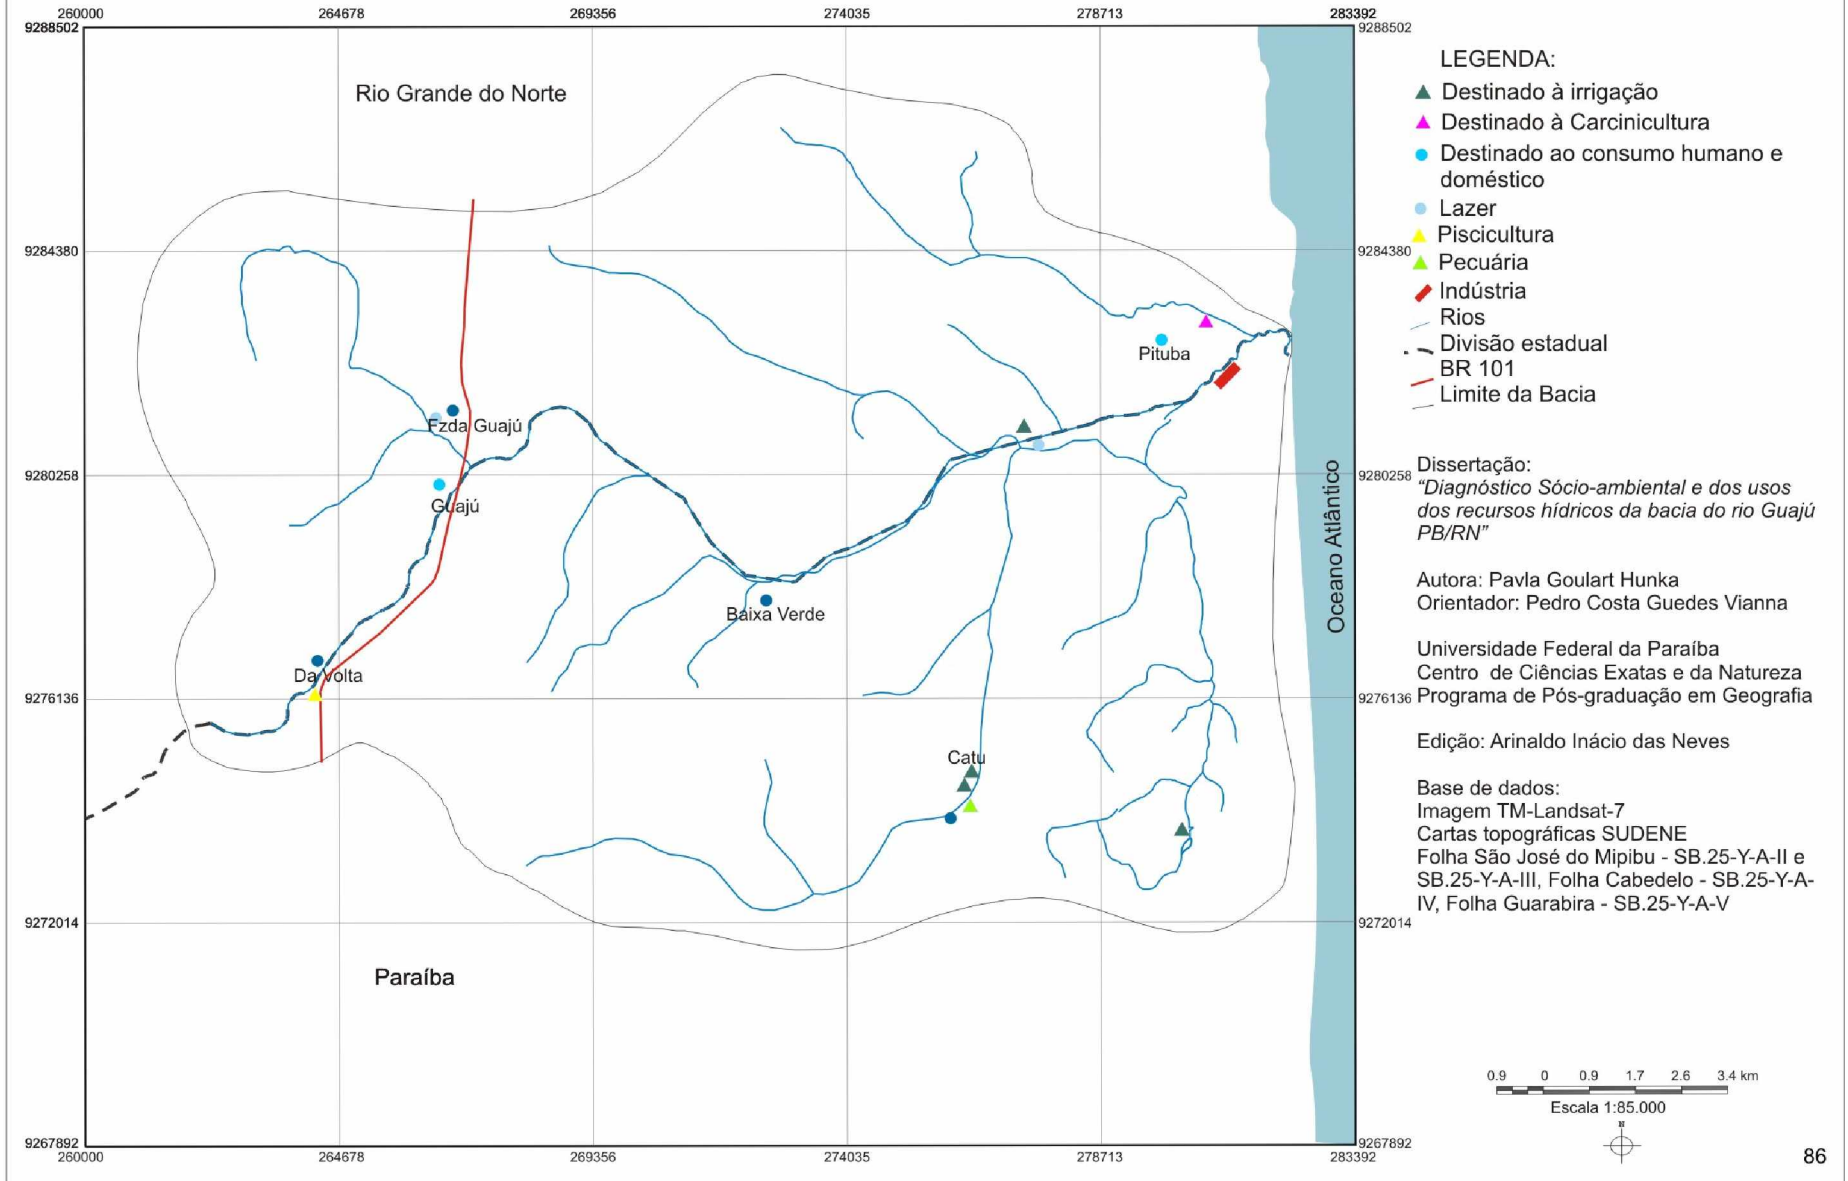 260000 264678 269356 274035 278713 283392
9288502 9288502
Rio Grande do Norte
9284380 9284380
Pituba
Fzda Guajú
9280258 9280258
Guajú
Baixa Verde
Da Volta
9276136 9276136
Catu
9272014 9272014
Paraíba
9267892 9267892
260000 264678 269356 274035 278713 283392
Oceano Atlântico
LEGENDA:
Destinado à irrigação
Destinado à Carcinicultura
Destinado ao consumo humano e
doméstico
Lazer
Piscicultura
Pecuária
Indústria
Rios
Divisão estadual
BR 101
Limite da Bacia
Dissertação:
“Diagnóstico Sócio-ambiental e dos usos
dos recursos hídricos da bacia do rio Guajú
PB/RN”
Autora: Pavla Goulart Hunka
Orientador: Pedro Costa Guedes Vianna
Universidade Federal da Paraíba
Centro de Ciências Exatas e da Natureza
Programa de Pós-graduação em Geografia
Edição: Arinaldo Inácio das Neves
Base de dados:
Imagem TM-Landsat-7
Cartas topográficas SUDENE
Folha São José do Mipibu - SB.25-Y-A-II e
SB.25-Y-A-III, Folha Cabedelo - SB.25-Y-A-
IV, Folha Guarabira - SB.25-Y-A-V
0.9 0 0.9 1.7 2.6 3.4 km
Escala 1:85.000
N
86